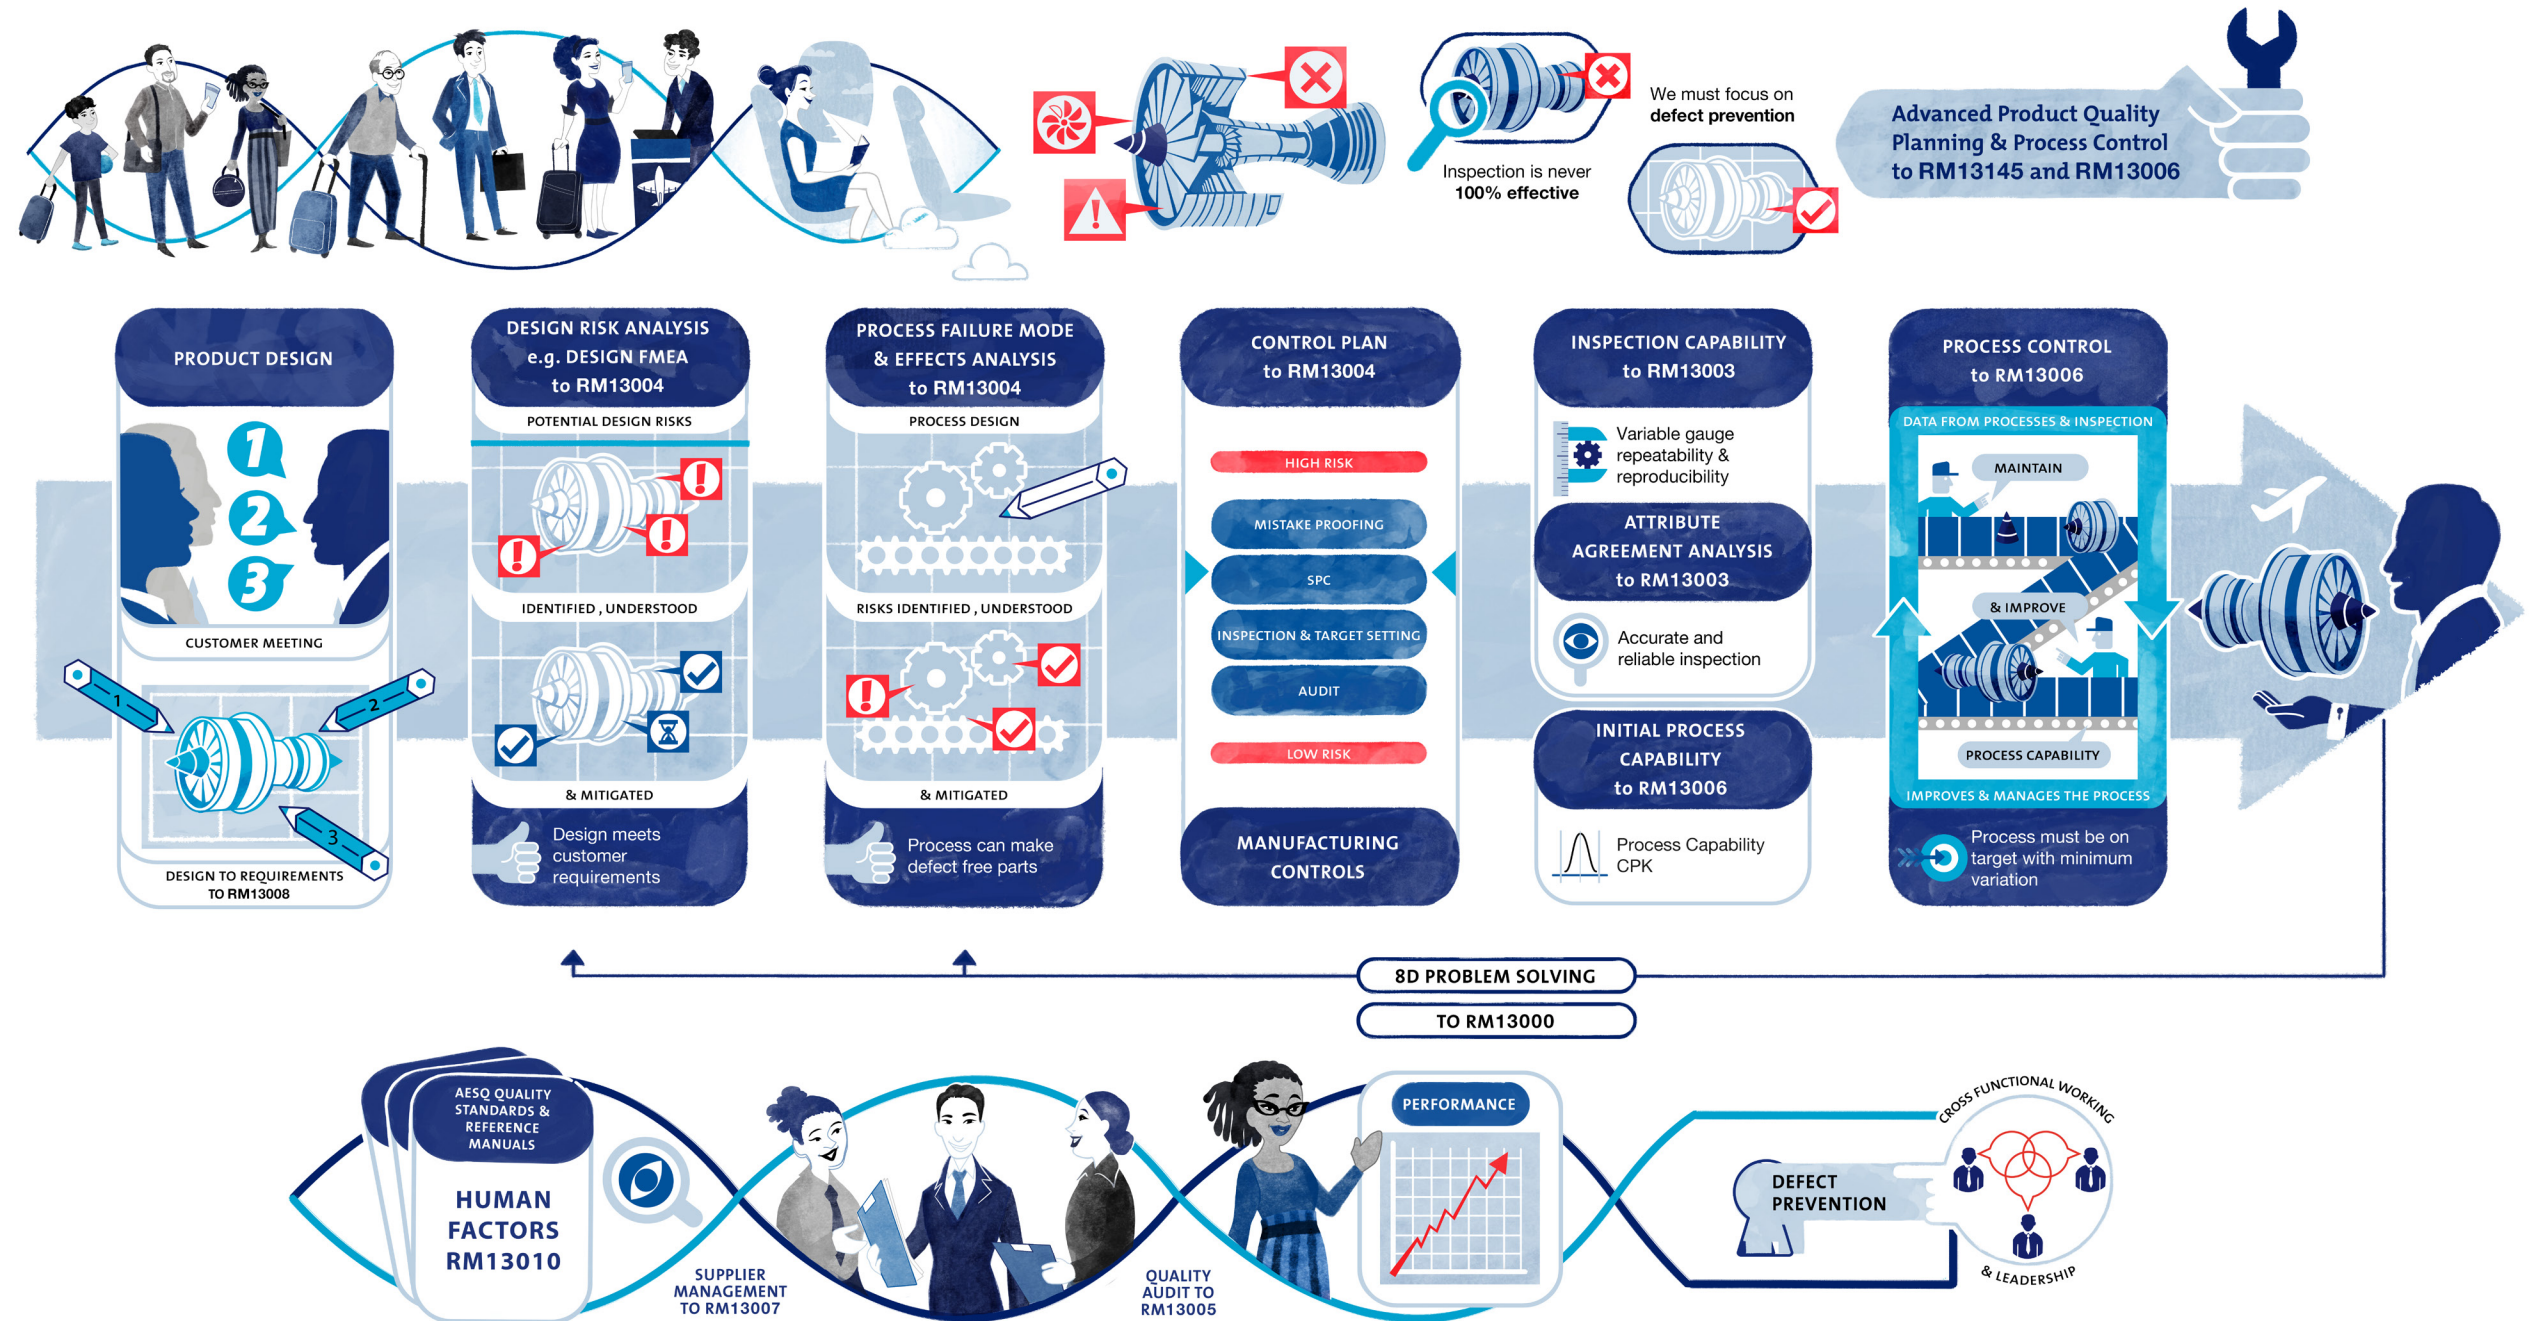 We must focus on
defect prevention
Inspection is never
100% effective
Advanced Product Quality
Planning & Process Control
to RM13145 and RM13006
PRODUCT DESIGN
1
2
3
CUSTOMER MEETING
1
2
3
DESIGN TO REQUIREMENTS
TO RM13008
DESIGN RISK ANALYSIS
e.g. DESIGN FMEA
to RM13004
POTENTIAL DESIGN RISKS
IDENTIFIED , UNDERSTOOD
& MITIGATED
Design meets
customer
requirements
PROCESS FAILURE MODE
& EFFECTS ANALYSIS
to RM13004
PROCESS DESIGN
RISKS IDENTIFIED , UNDERSTOOD
& MITIGATED
Process can make
defect free parts
CONTROL PLAN
to RM13004
HIGH RISK
MISTAKE PROOFING
SPC
INSPECTION & TARGET SETTING
AUDIT
LOW RISK
MANUFACTURING
CONTROLS
INSPECTION CAPABILITY
to RM13003
Variable gauge
repeatability &
reproducibility
ATTRIBUTE
AGREEMENT ANALYSIS
to RM13003
Accurate and
reliable inspection
INITIAL PROCESS
CAPABILITY
to RM13006
Process Capability
CPK
PROCESS CONTROL
to RM13006
DATA FROM PROCESSES & INSPECTION
MAINTAIN
& IMPROVE
PROCESS CAPABILITY
IMPROVES & MANAGES THE PROCESS
Process must be on
target with minimum
variation
8D PROBLEM SOLVING
TO RM13000
AESQ QUALITY
STANDARDS &
REFERENCE
MANUALS
HUMAN
FACTORS
RM13010
SUPPLIER
MANAGEMENT
TO RM13007
QUALITY
AUDIT TO
RM13005
PERFORMANCE
DEFECT
PREVENTION
CROSS FUNCTIONAL WORKING
& LEADERSHIP